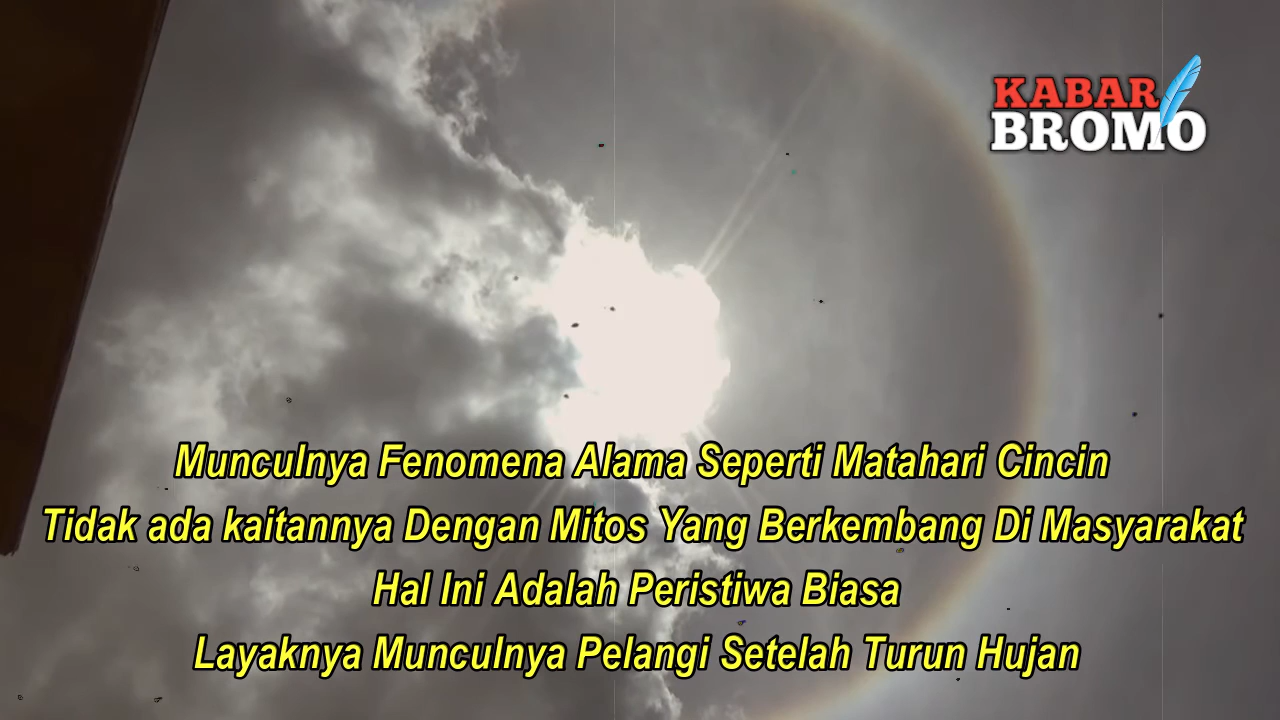 KABAR
BROMO
Munculnya Fenomena Alama Seperti Matahari Cincin
Tidak ada kaitannya Dengan Mitos Yang Berkembang Di Masyarakat
Hal Ini Adalah Peristiwa Biasa
Layaknya Munculnya Pelangi Setelah Turun Hujan